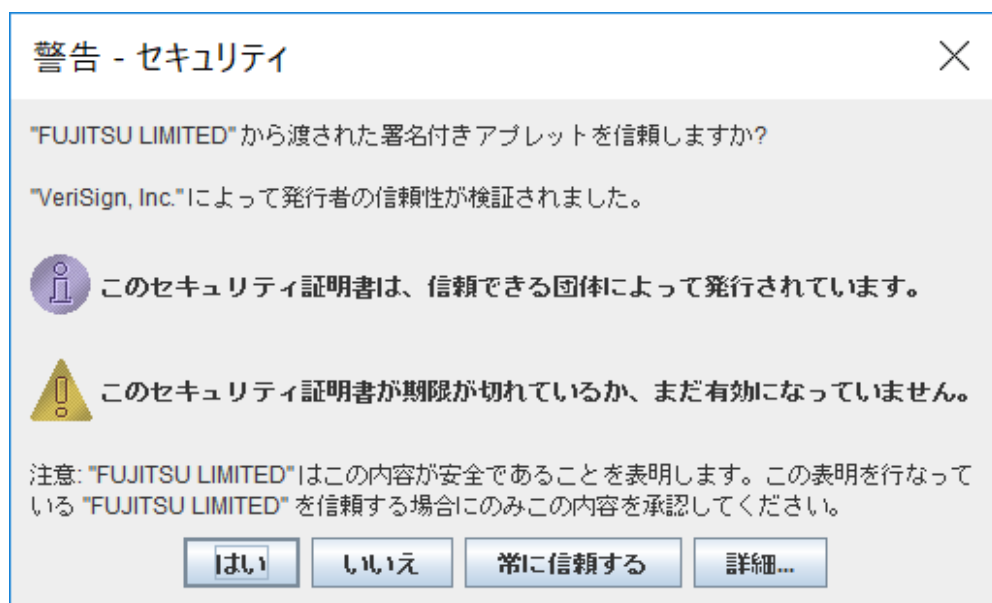 警告 - セキュリティ
"FUJITSU LIMITED"から渡された署名付きアプレットを信頼しますか?
"VeriSign, Inc."によって発行者の信頼性が検証されました。
このセキュリティ証明書は、信頼できる団体によって発行されています。
このセキュリティ証明書が期限が切れているか、まだ有効になっていません。
注意: "FUJITSU LIMITED"はこの内容が安全であることを表明します。この表明を行なって
いる "FUJITSU LIMITED" を信頼する場合にのみこの内容を承認してください。
はい いいえ 常に信頼する 詳細...